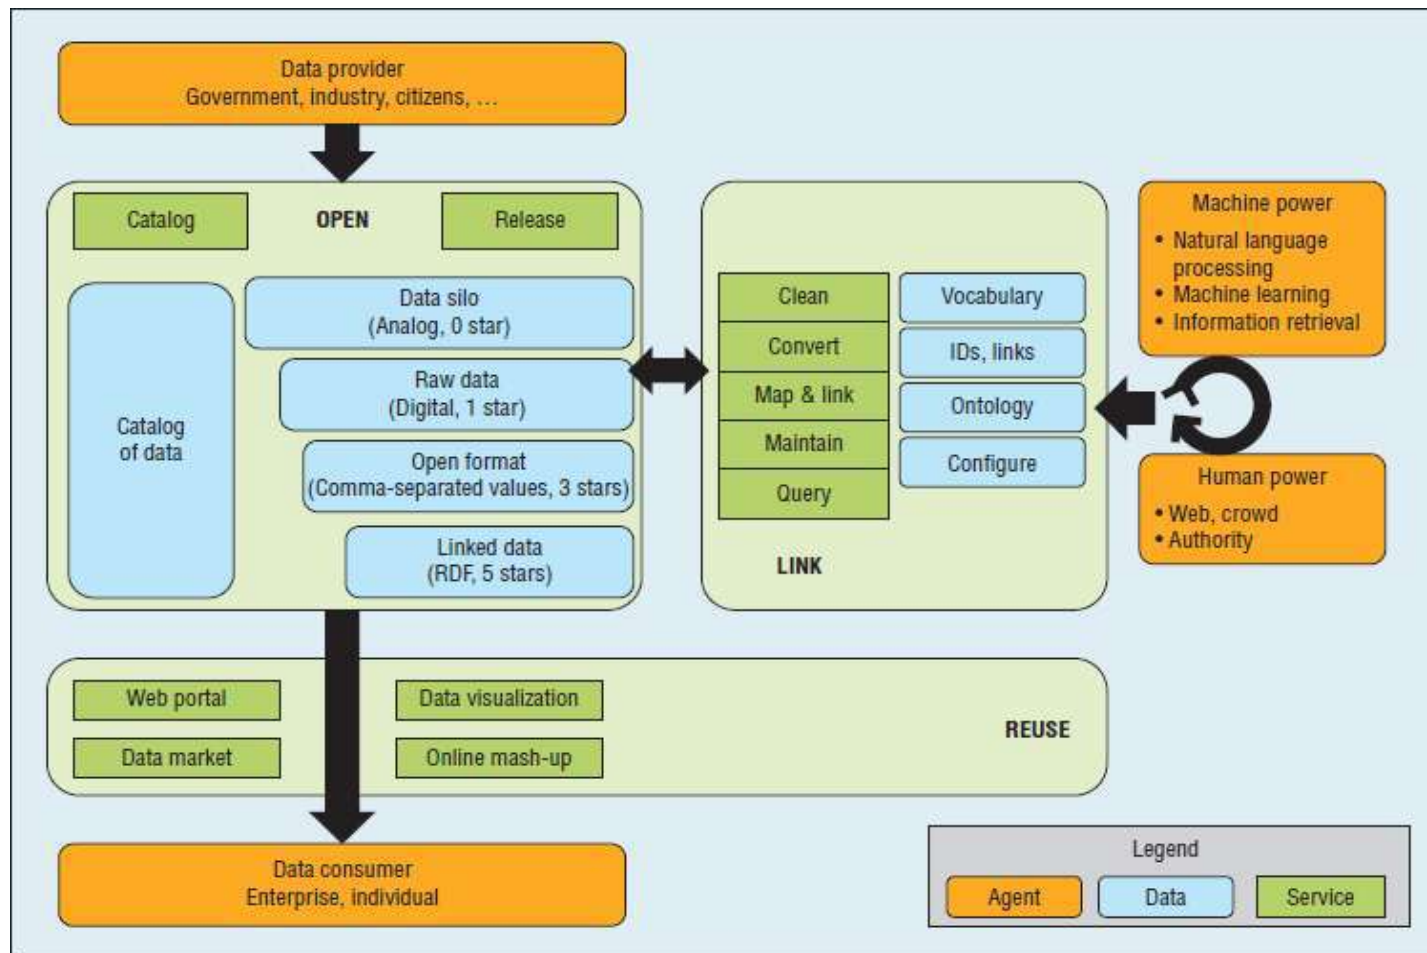 Data provider
Government, industry, citizens, …
Catalog
OPEN
Release
Catalog
of data
Data silo
(Analog, 0 star)
Raw data
(Digital, 1 star)
Open format
(Comma-separated values, 3 stars)
Linked data
(RDF, 5 stars)
Clean
Convert
Map & link
Maintain
Query
Vocabulary
IDs, links
Ontology
Configure
LINK
Machine power
• Natural language
processing
• Machine learning
• Information retrieval
Human power
• Web, crowd
• Authority
Web portal
Data visualization
Data market
Online mash-up
REUSE
Data consumer
Enterprise, individual
Legend
Agent
Data
Service